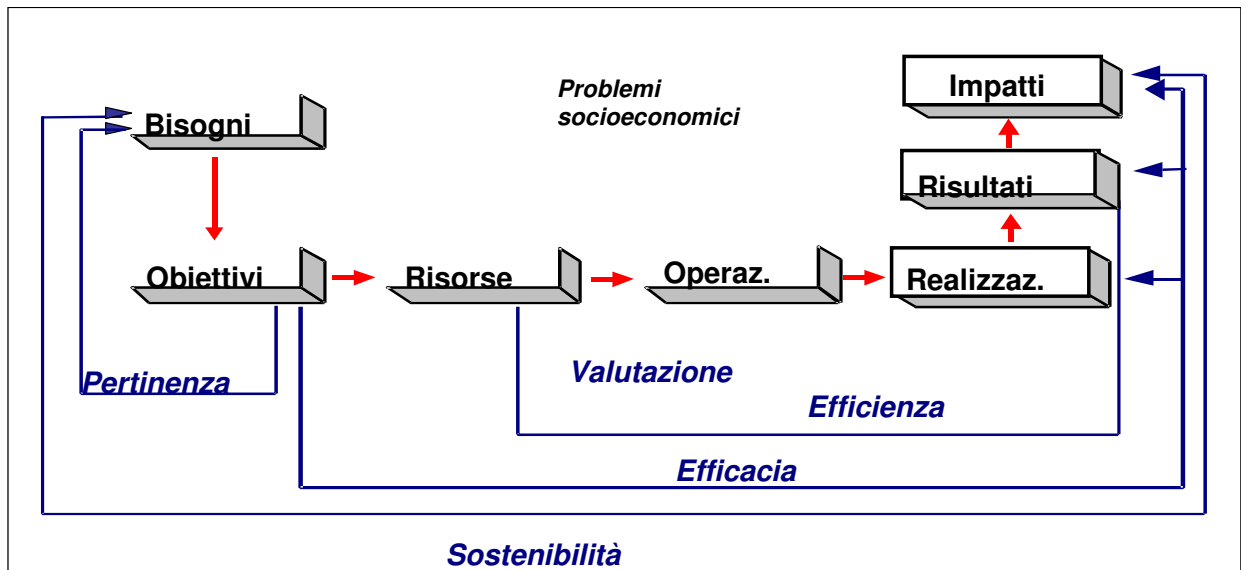 Problemi
socioeconomici
Impatti
Bisogni
Risultati
Obiettivi
Risorse
Operaz.
Realizzaz.
Pertinenza
Valutazione
Efficienza
Efficacia
Sostenibilità